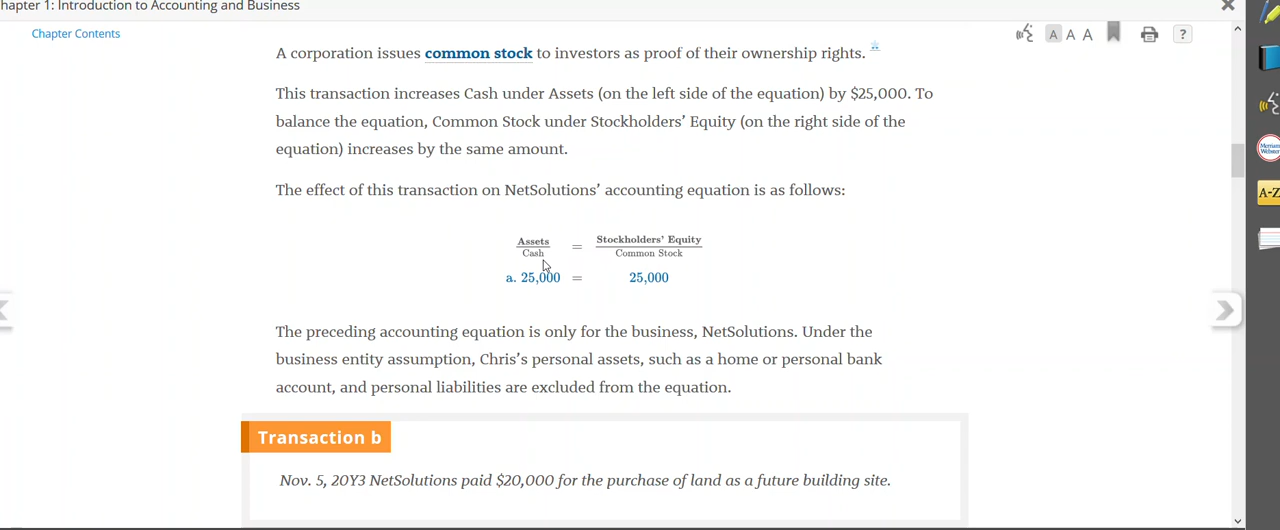 hapter 1: Introduction to Accounting and Business
Chapter Contents
A A A ?
A corporation issues common stock to investors as proof of their ownership rights.
This transaction increases Cash under Assets (on the left side of the equation) by $25,000. To
balance the equation, Common Stock under Stockholders' Equity (on the right side of the
equation) increases by the same amount.
The effect of this transaction on NetSolutions' accounting equation is as follows:
Assets = Stockholders' Equity
Cash Common Stock
a. 25,000 = 25,000
The preceding accounting equation is only for the business, NetSolutions. Under the
business entity assumption, Chris's personal assets, such as a home or personal bank
account, and personal liabilities are excluded from the equation.
Transaction b
Nov. 5, 20Y3 NetSolutions paid $20,000 for the purchase of land as a future building site.
Merriam
Webster
A-Z